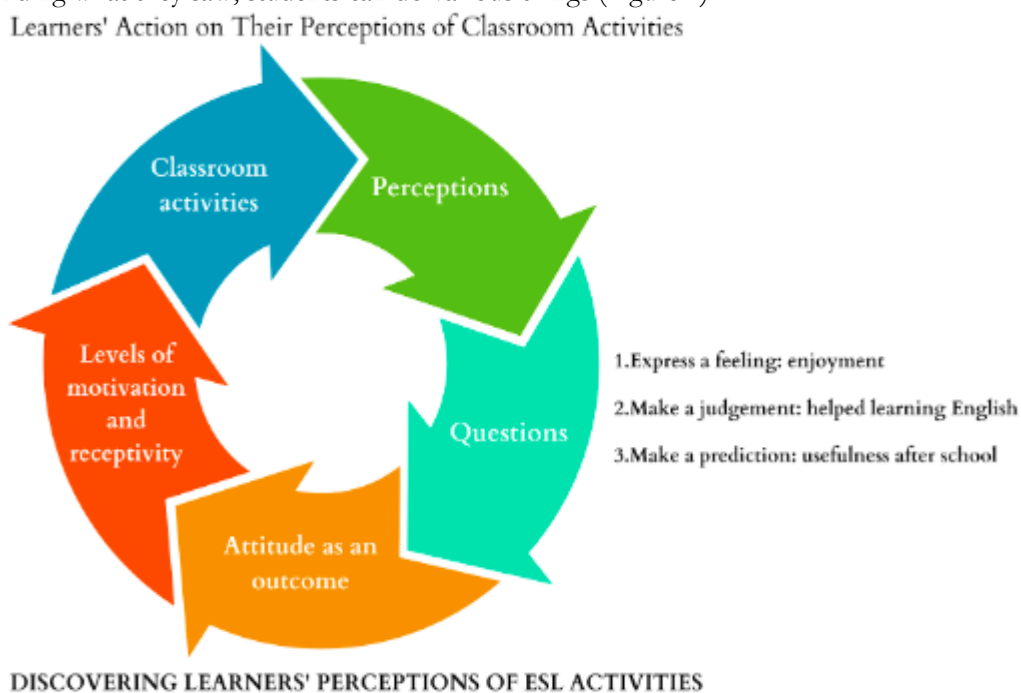 Learners' Action on Their Perceptions of Classroom Activities
Classroom
activities
Perceptions
Questions
1.Express a feeling: enjoyment
2.Make a judgement: helped learning English
3.Make a prediction: usefulness after school
Attitude as an
outcome
Levels of
motivation
and
receptivity
DISCOVERING LEARNERS' PERCEPTIONS OF ESL ACTIVITIES